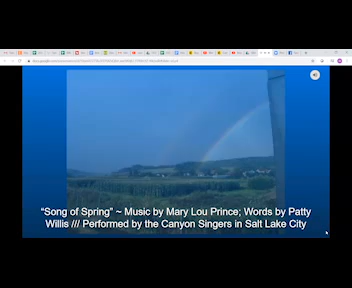 “Song of Spring” ~ Music by Mary Lou Prince; Words by Patty
Willis /// Performed by the Canyon Singers in Salt Lake City